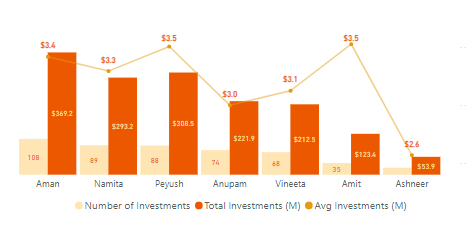 $3.4 $3.3 $3.5 $3.0 $3.1 $3.5 $2.6
$369.2 $293.2 $308.5 $221.9 $212.5 $123.4 $53.9
108 89 88 74 68 35
Aman Namita Peyush Anupam Vineeta Amit Ashneer
Number of Investments Total Investments (M) Avg Investments (M)